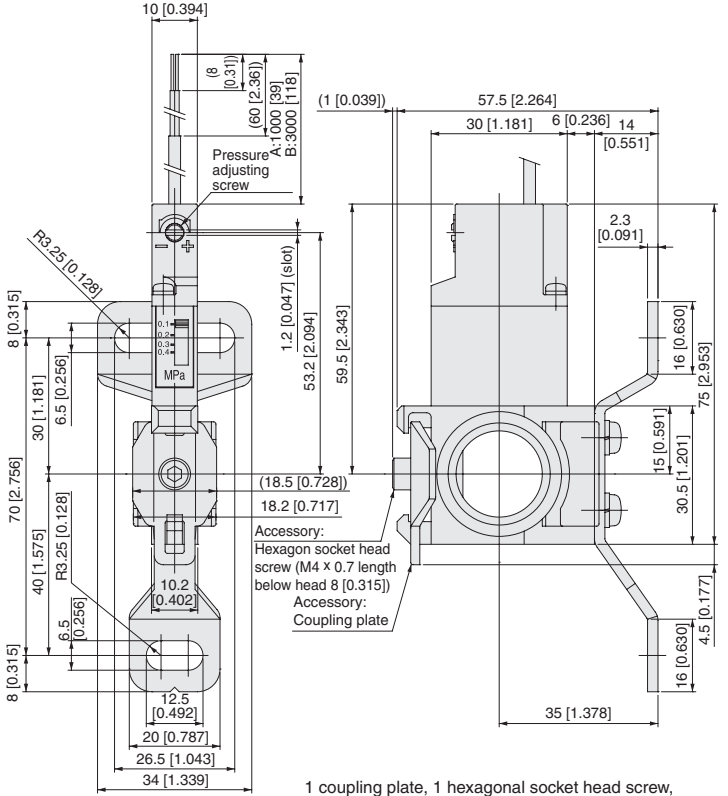 10 [0.394]
(8
[0.31])
(60 [2.36])
A:1000 [39]
B:3000 [118]
Pressure
adjusting
screw
R3.25 [0.128]
8 [0.315]
6.5 [0.256]
30 [1.181]
70 [2.756]
40 [1.575]
R3.25 [0.128]
6.5
[0.256]
8 [0.315]
− +
0.1
0.2
0.3
0.4
MPa
1.2 [0.047] (slot)
53.2 [2.094]
(18.5 [0.728])
18.2 [0.717]
Accessory:
Hexagon socket head
screw (M4 × 0.7 length
below head 8 [0.315])
Accessory:
Coupling plate
10.2
[0.402]
12.5
[0.492]
20 [0.787]
26.5 [1.043]
34 [1.339]
(1 [0.039])
57.5 [2.264]
30 [1.181]
6 [0.236]
14
[0.551]
2.3
[0.091]
59.5 [2.343]
16 [0.630]
75 [2.953]
15 [0.591]
30.5 [1.201]
4.5 [0.177]
16 [0.630]
35 [1.378]
1 coupling plate, 1 hexagonal socket head screw,